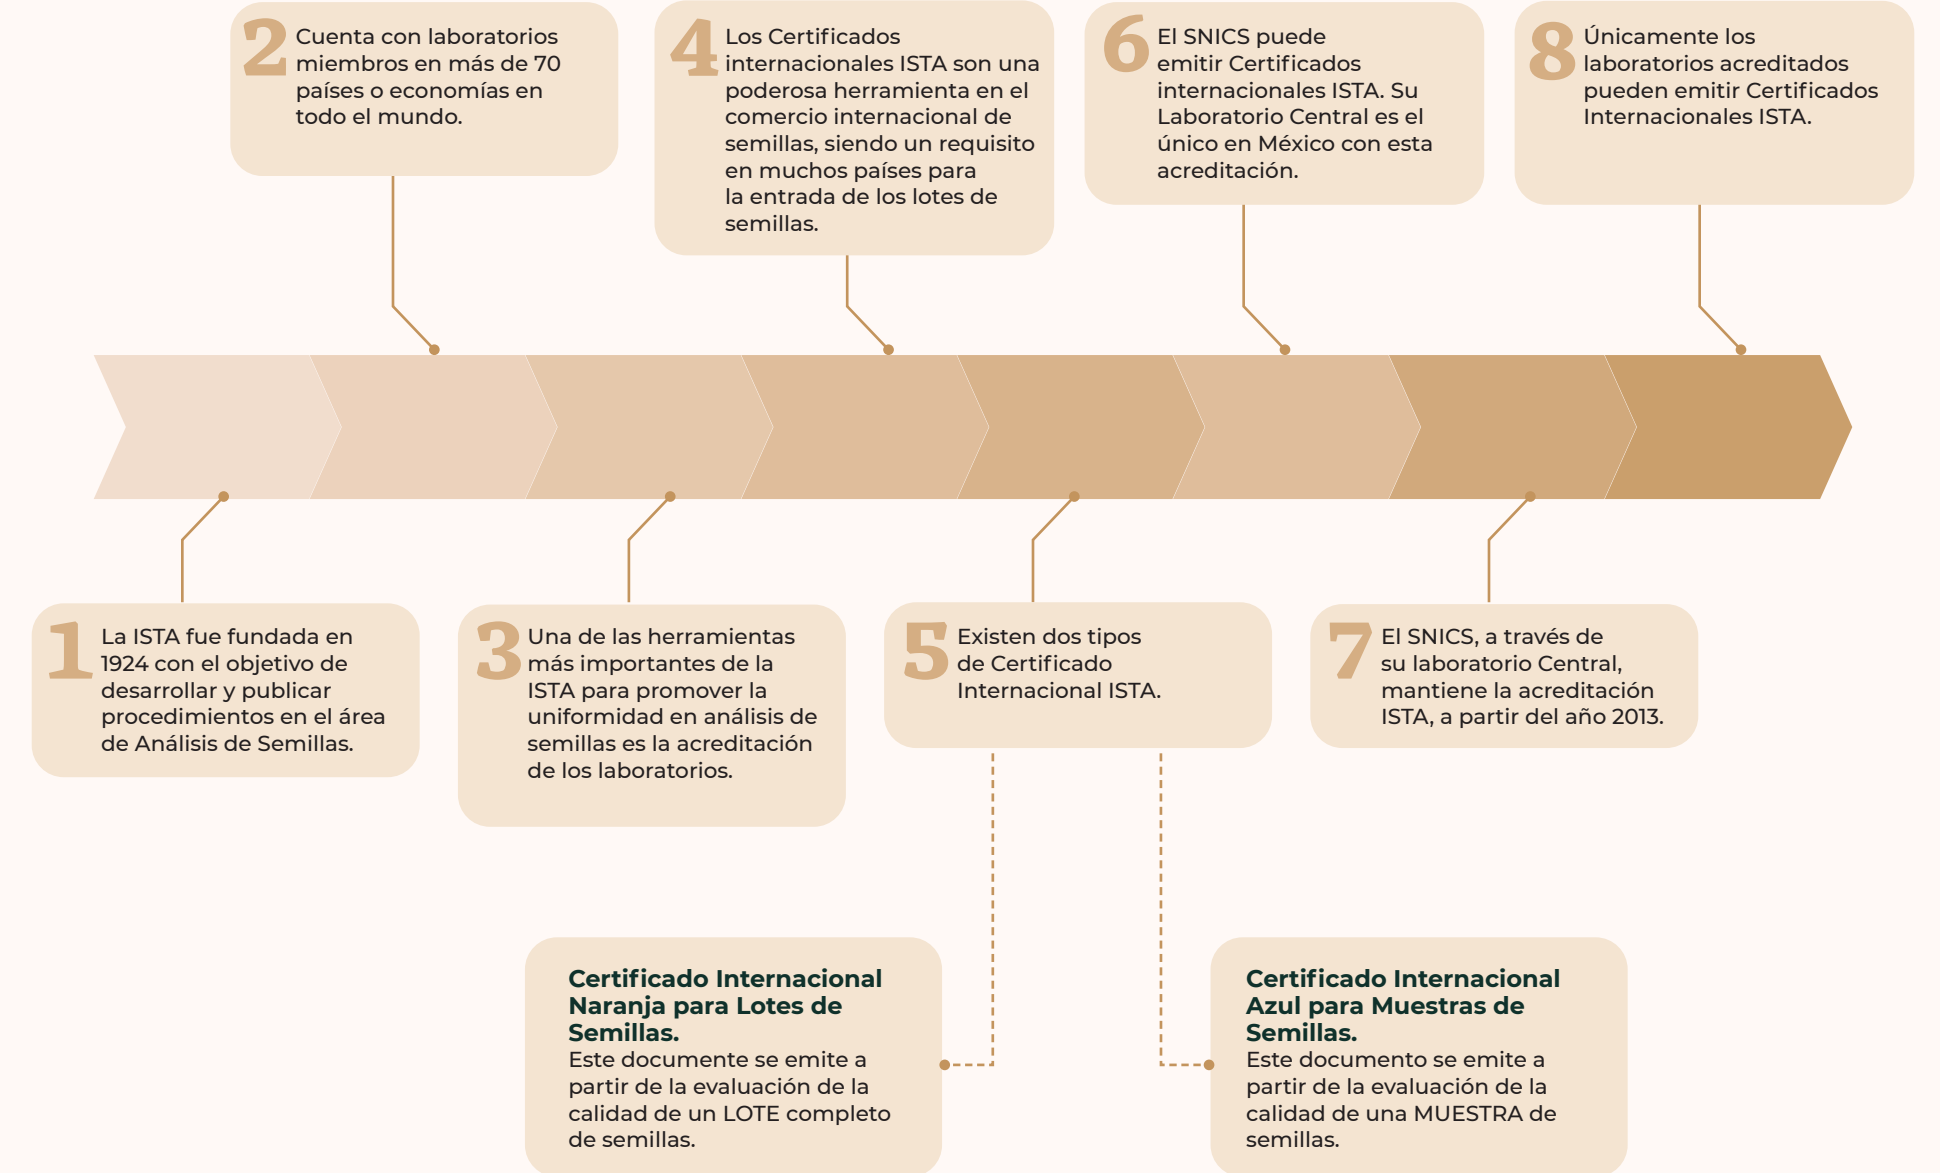 2
Cuenta con laboratorios
miembros en más de 70
países o economías en
todo el mundo.
4
Los Certificados
internacionales ISTA son una
poderosa herramienta en el
comercio internacional de
semillas, siendo un requisito
en muchos países para
la entrada de los lotes de
semillas.
6
El SNICS puede
emitir Certificados
internacionales ISTA. Su
Laboratorio Central es el
único en México con esta
acreditación.
8
Únicamente los
laboratorios acreditados
pueden emitir Certificados
Internacionales ISTA.
1
La ISTA fue fundada en
1924 con el objetivo de
desarrollar y publicar
procedimientos en el área
de Análisis de Semillas.
3
Una de las herramientas
más importantes de la
ISTA para promover la
uniformidad en análisis de
semillas es la acreditación
de los laboratorios.
5
Existen dos tipos
de Certificado
Internacional ISTA.
7
El SNICS, a través de
su laboratorio Central,
mantiene la acreditación
ISTA, a partir del año 2013.
Certificado Internacional
Naranja para Lotes de
Semillas.
Este documente se emite a
partir de la evaluación de la
calidad de un LOTE completo
de semillas.
Certificado Internacional
Azul para Muestras de
Semillas.
Este documento se emite a
partir de la evaluación de la
calidad de una MUESTRA de
semillas.